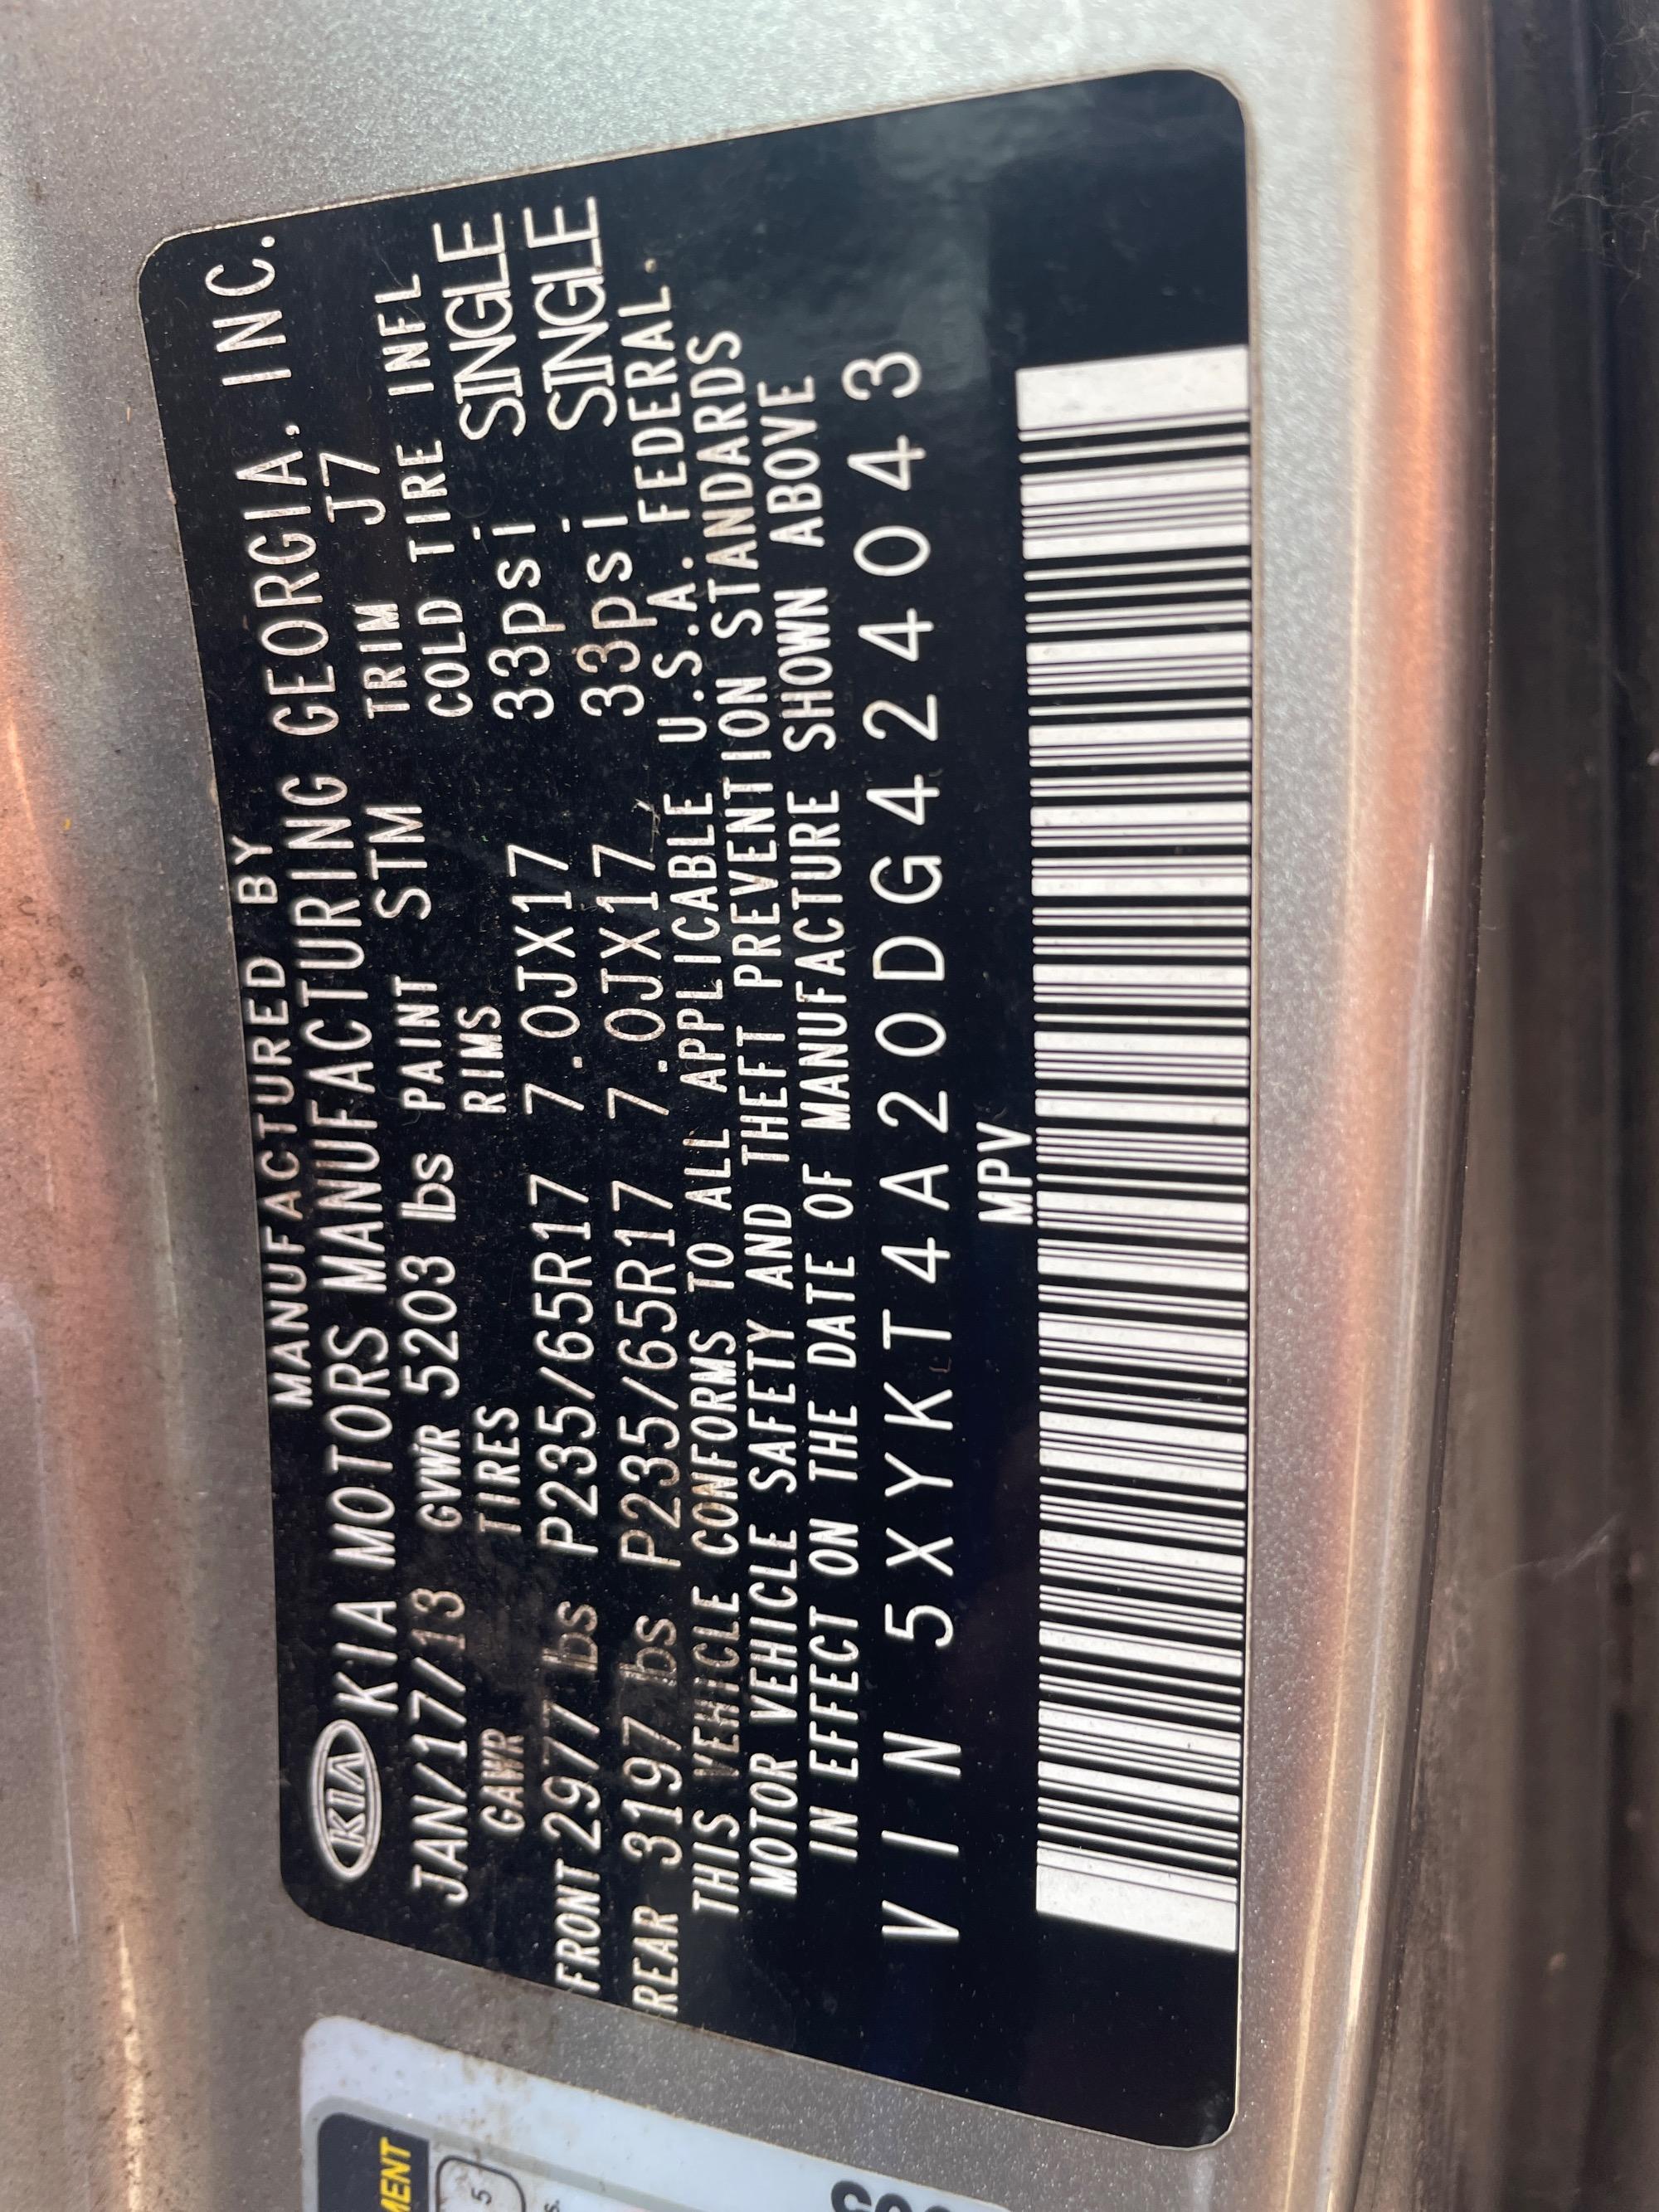 MANUFACTURED BY
KIA KIA MOTORS MANUFACTURING GEORGIA, INC.
JAN/17/13 GVWR 5203 lbs PAINT STM TRIM J7
GAWR TIRES RIMS COLD TIRE INFL
FRONT 2977 lbs P235/65R17 7.0JX17 33psi SINGLE
REAR 3197 lbs P235/65R17 7.0JX17 33psi SINGLE
THIS VEHICLE CONFORMS TO ALL APPLICABLE U.S.A. FEDERAL.
MOTOR VEHICLE SAFETY AND THEFT PREVENTION STANDARDS
IN EFFECT ON THE DATE OF MANUFACTURE SHOWN ABOVE
VIN 5XYKT4A20DG424043
MPV
5